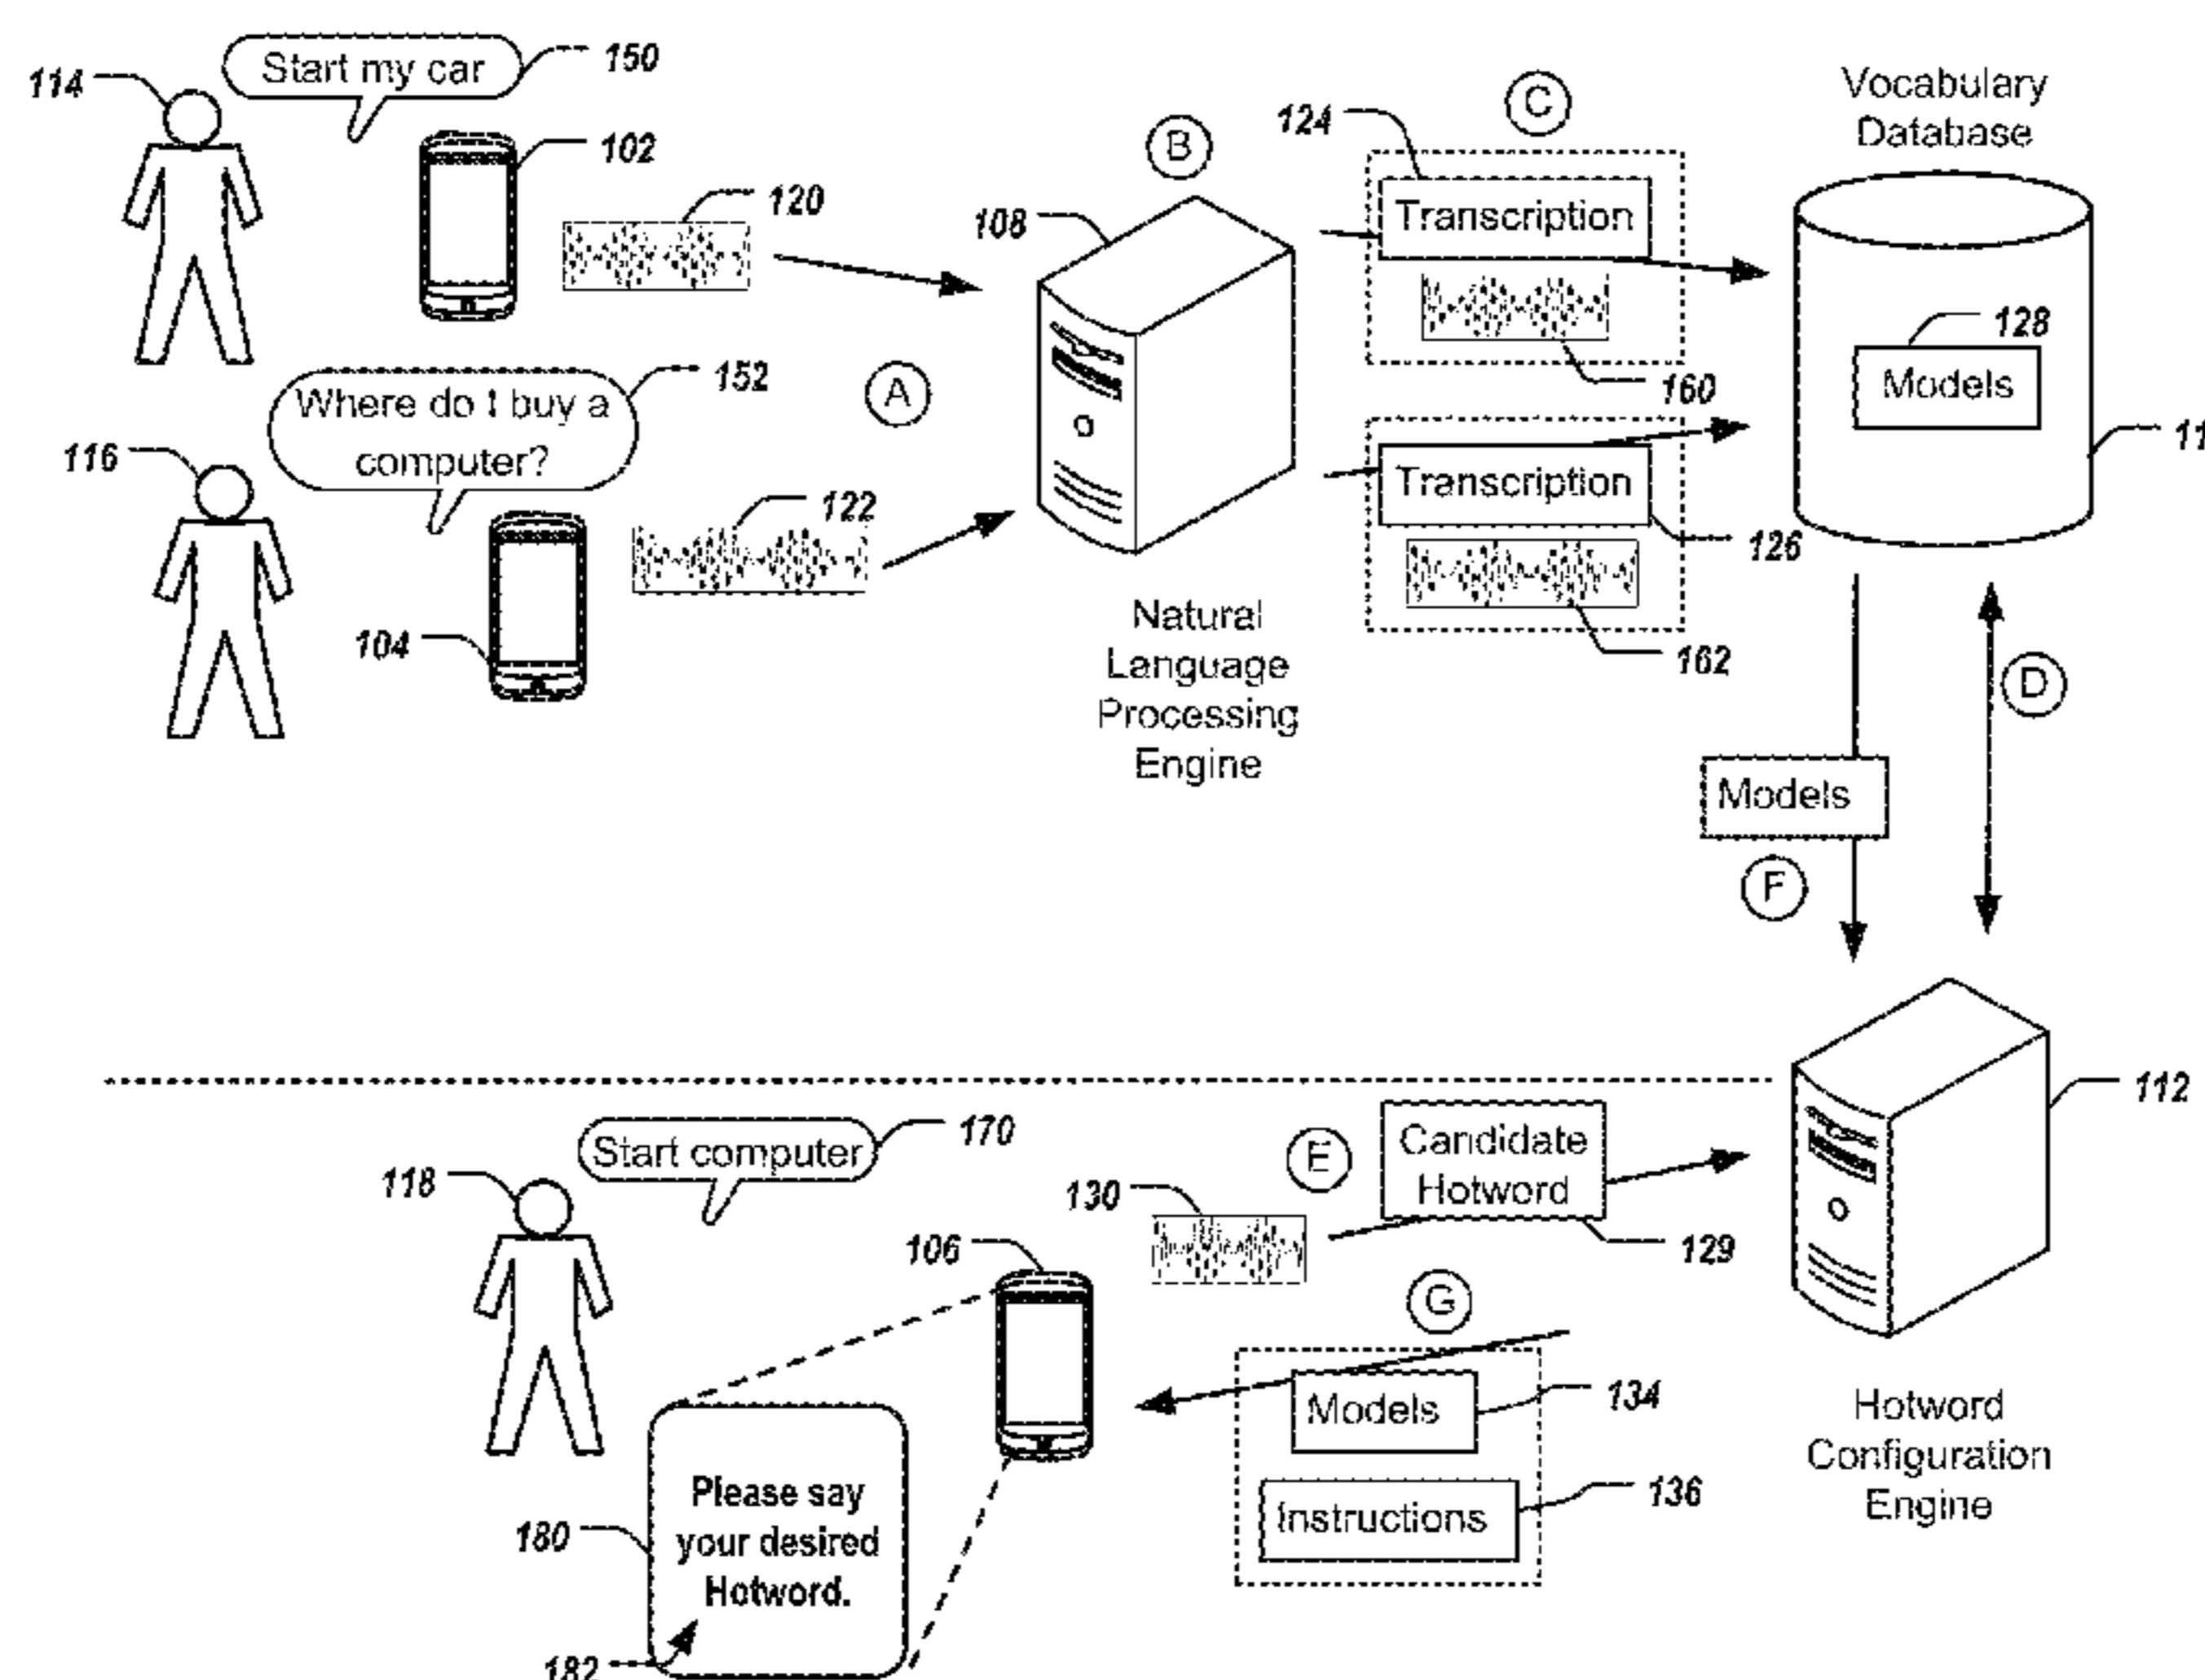 Start my car
150
114
102
120
Where do I buy a
computer?
152
116
122
104
A
B
108
Natural
Language
Processing
Engine
C
124
Transcription
160
Transcription
126
162
Vocabulary
Database
128
Models
D
Models
F
Start computer
170
118
106
130
E
Candidate
Hotword
129
112
G
Models
134
Instructions
136
Hotword
Configuration
Engine
Please say
your desired
Hotword.
180
182